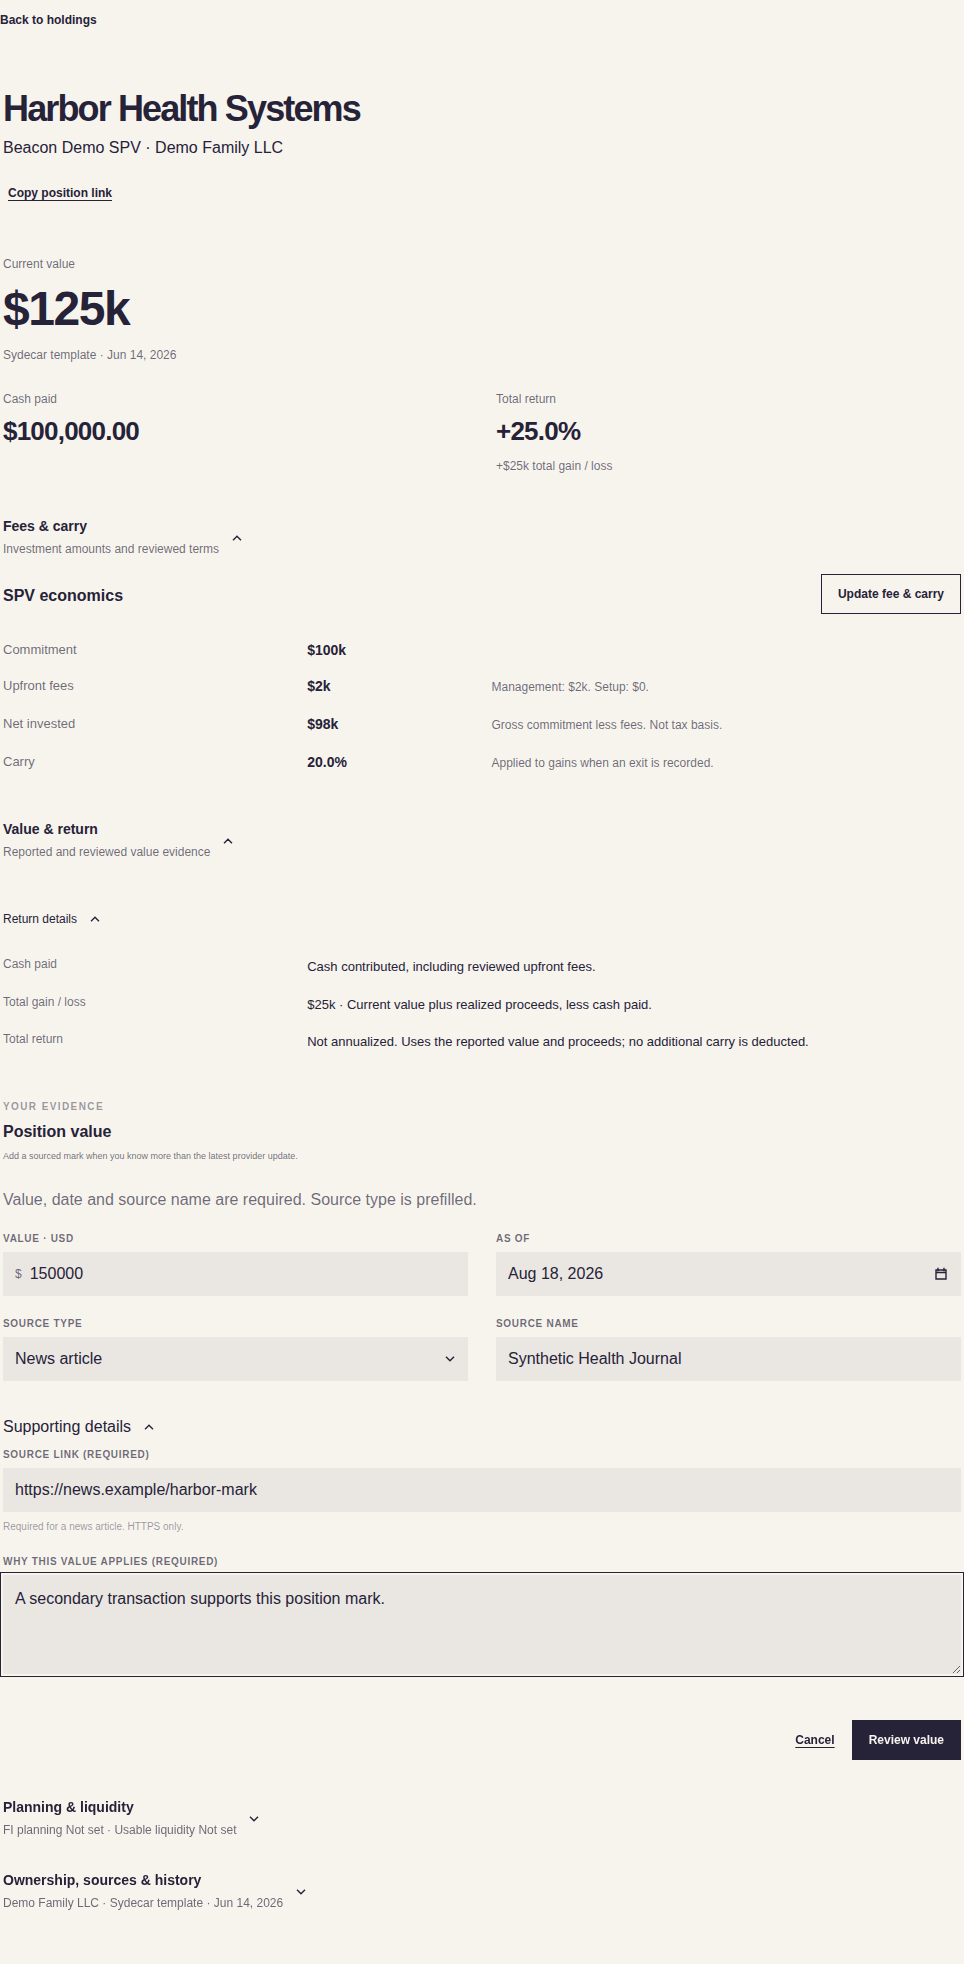 Back to holdings
Harbor Health Systems
Beacon Demo SPV · Demo Family LLC
Copy position link
Current value
$125k
Sydecar template · Jun 14, 2026
Cash paid
Total return
$100,000.00
+25.0%
+$25k total gain / loss
Fees & carry
Investment amounts and reviewed terms
SPV economics
Update fee & carry
Commitment
$100k
Upfront fees
$2k
Management: $2k. Setup: $0.
Net invested
$98k
Gross commitment less fees. Not tax basis.
Carry
20.0%
Applied to gains when an exit is recorded.
Value & return
Reported and reviewed value evidence
Return details
Cash paid
Cash contributed, including reviewed upfront fees.
Total gain / loss
$25k · Current value plus realized proceeds, less cash paid.
Total return
Not annualized. Uses the reported value and proceeds; no additional carry is deducted.
YOUR EVIDENCE
Position value
Add a sourced mark when you know more than the latest provider update.
Value, date and source name are required. Source type is prefilled.
VALUE · USD
AS OF
$ 150000
Aug 18, 2026
SOURCE TYPE
SOURCE NAME
News article
Synthetic Health Journal
Supporting details
SOURCE LINK (REQUIRED)
https://news.example/harbor-mark
Required for a news article. HTTPS only.
WHY THIS VALUE APPLIES (REQUIRED)
A secondary transaction supports this position mark.
Cancel
Review value
Planning & liquidity
FI planning Not set · Usable liquidity Not set
Ownership, sources & history
Demo Family LLC · Sydecar template · Jun 14, 2026